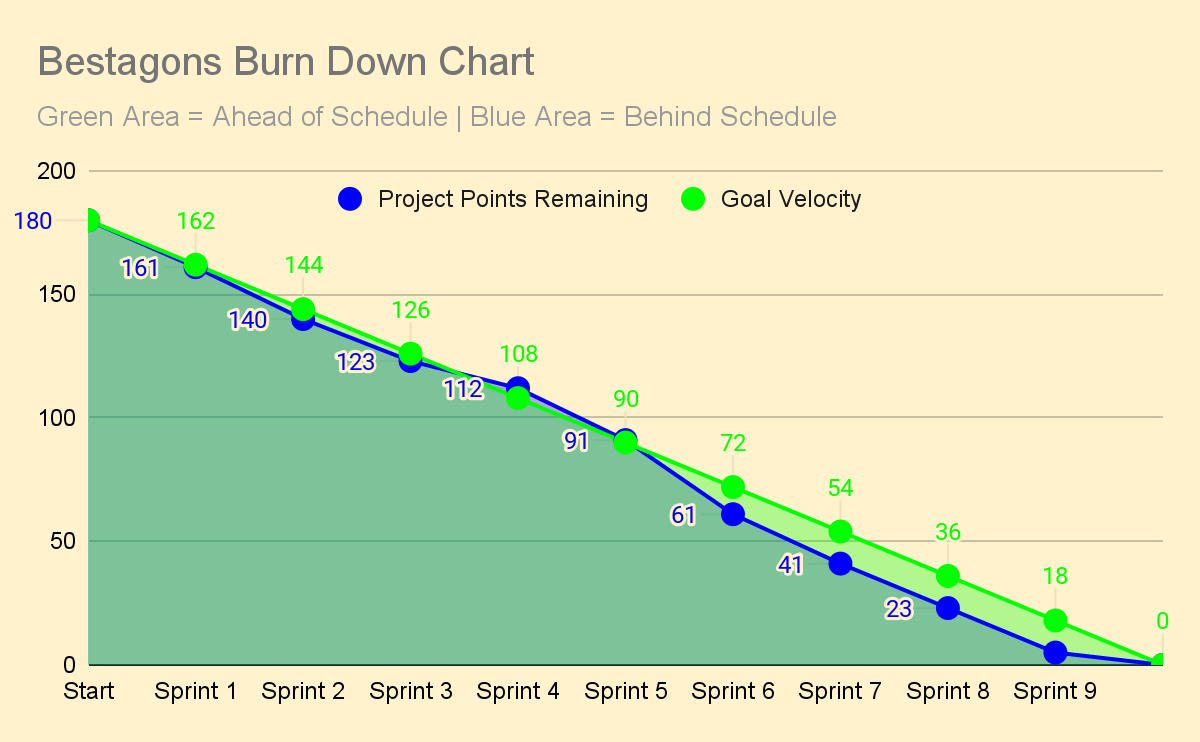 Bestagons Burn Down Chart
Green Area = Ahead of Schedule | Blue Area = Behind Schedule
200
Project Points Remaining
Goal Velocity
180
162
161
144
150
140
126
123
108
112
100
90
91
72
61
54
50
41
36
23
18
0
0
Start
Sprint 1
Sprint 2
Sprint 3
Sprint 4
Sprint 5
Sprint 6
Sprint 7
Sprint 8
Sprint 9